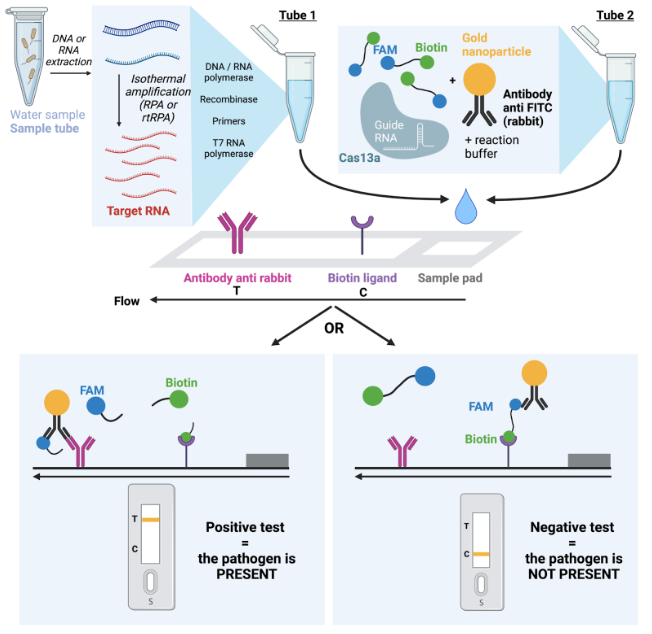 Tube 1
Tube 2
DNA or
RNA
extraction
Water sample
Sample tube
Isothermal
amplification
(RPA or
rtRPA)
Target RNA
DNA / RNA
polymerase
Recombinase
Primers
T7 RNA
polymerase
FAM
Biotin
Gold
nanoparticle
+
Antibody
anti FITC
(rabbit)
Guide
RNA
Cas13a
+ reaction
buffer
Antibody anti rabbit
T
Biotin ligand
C
Sample pad
Flow
OR
FAM
Biotin
T
C
S
Positive test
=
the pathogen is
PRESENT
FAM
Biotin
T
C
S
Negative test
=
the pathogen is
NOT PRESENT